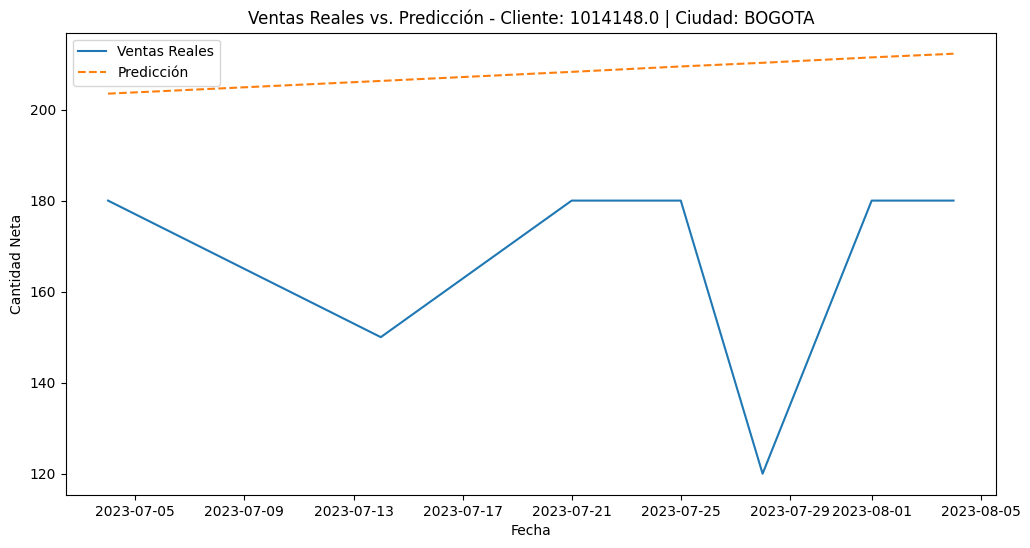 Ventas Reales vs. Predicción - Cliente: 1014148.0 | Ciudad: BOGOTA
Ventas Reales
Predicción
Cantidad Neta
200
180
160
140
120
2023-07-05 2023-07-09 2023-07-13 2023-07-17 2023-07-21 2023-07-25 2023-07-29 2023-08-01 2023-08-05
Fecha